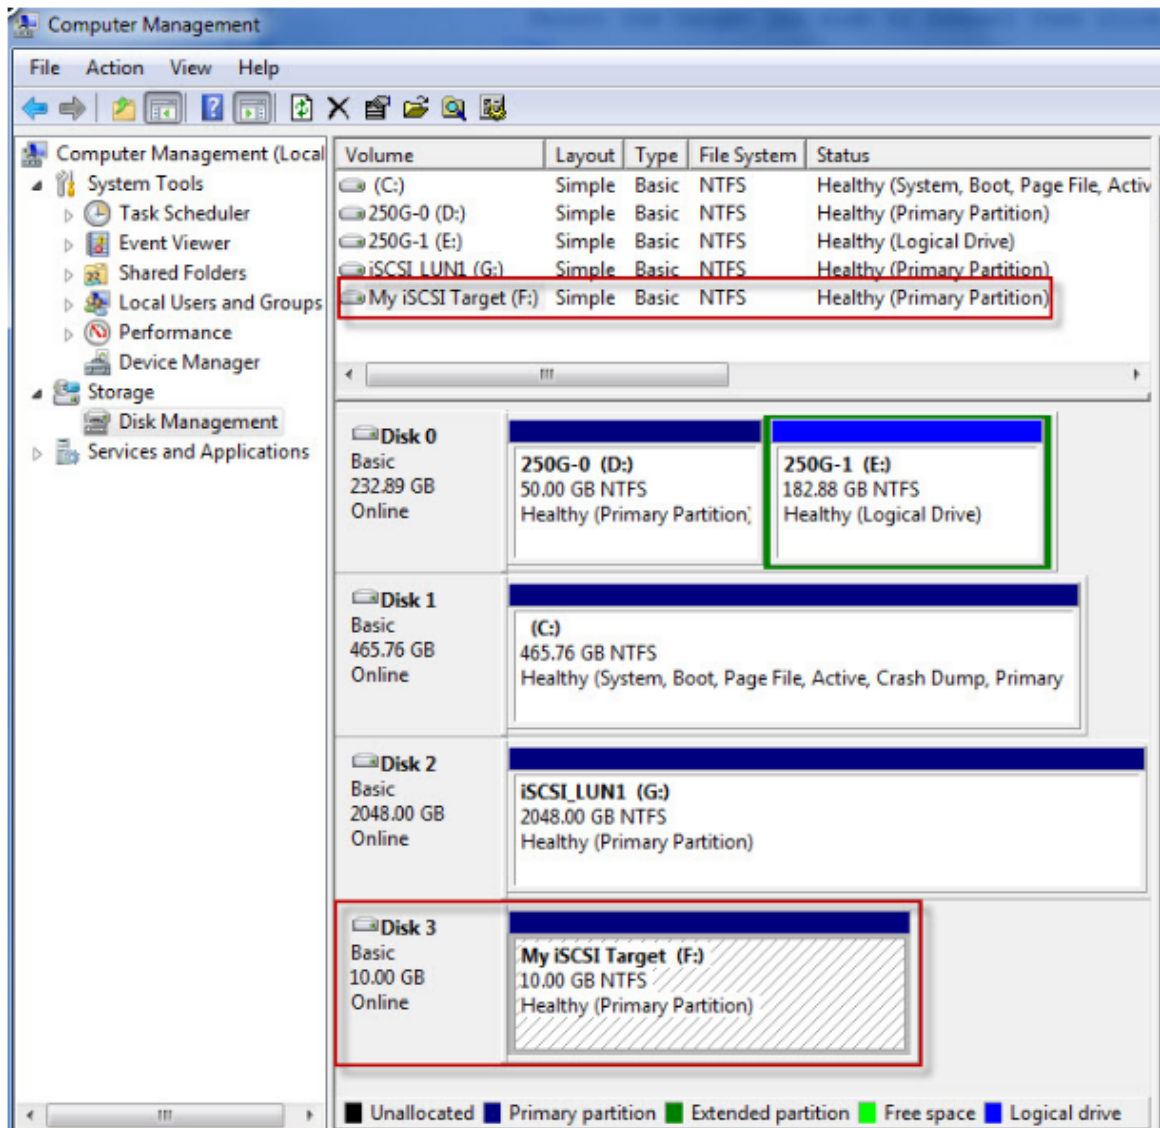 Computer Management
File Action View Help
Computer Management (Local
System Tools
Task Scheduler
Event Viewer
Shared Folders
Local Users and Groups
Performance
Device Manager
Storage
Disk Management
Services and Applications
Volume Layout Type File System Status
(C:) Simple Basic NTFS Healthy (System, Boot, Page File, Activ
250G-0 (D:) Simple Basic NTFS Healthy (Primary Partition)
250G-1 (E:) Simple Basic NTFS Healthy (Logical Drive)
iSCSI_LUN1 (G:) Simple Basic NTFS Healthy (Primary Partition)
My iSCSI Target (F:) Simple Basic NTFS Healthy (Primary Partition)
Disk 0
Basic
232.89 GB
Online
250G-0 (D:)
50.00 GB NTFS
Healthy (Primary Partition)
250G-1 (E:)
182.88 GB NTFS
Healthy (Logical Drive)
Disk 1
Basic
465.76 GB
Online
(C:)
465.76 GB NTFS
Healthy (System, Boot, Page File, Active, Crash Dump, Primary
Disk 2
Basic
2048.00 GB
Online
iSCSI_LUN1 (G:)
2048.00 GB NTFS
Healthy (Primary Partition)
Disk 3
Basic
10.00 GB
Online
My iSCSI Target (F:)
10.00 GB NTFS
Healthy (Primary Partition)
Unallocated Primary partition Extended partition Free space Logical drive